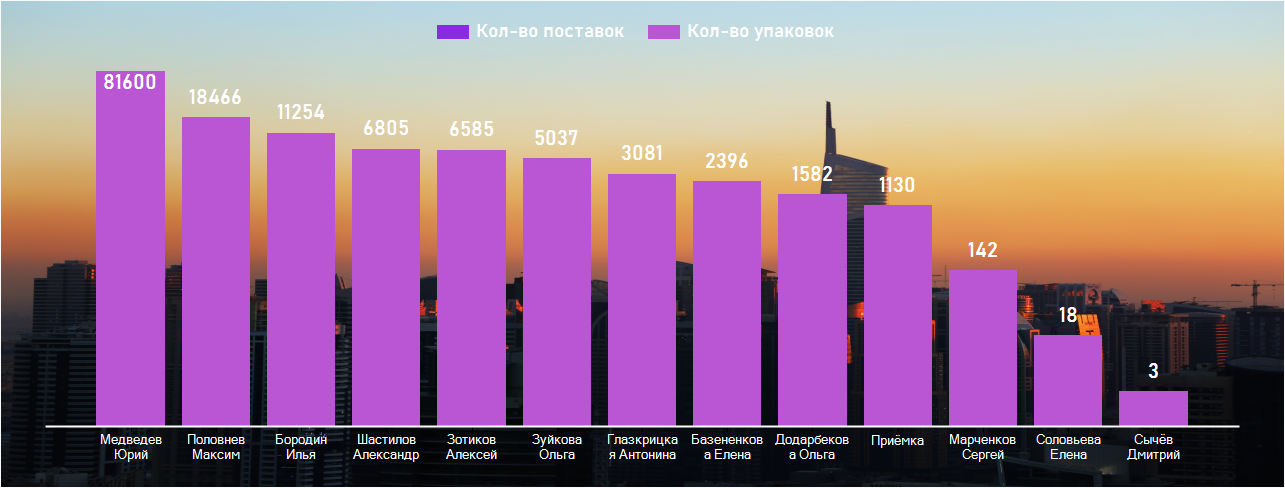 Кол-во поставок Кол-во упаковок
81600
18466
11254
6805
6585
5037
3081
2396
1582
1130
142
18
3
Медведев
Юрий
Половнев
Максим
Бородин
Илья
Шастилов
Александр
Зотиков
Алексей
Зуйкова
Ольга
Глазкрицка
я Антонина
Базененков
а Елена
Додарбеков
а Ольга
Приёмка
Марченков
Сергей
Соловьева
Елена
Сычёв
Дмитрий